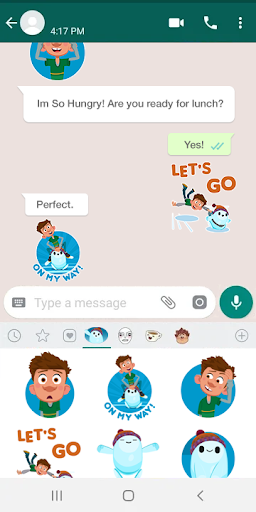 4:17 PM
Im So Hungry! Are you ready for lunch?
Yes!
LET'S
GO
Perfect.
ON MY WAY!
Type a message
ON MY WAY!
LET'S
GO